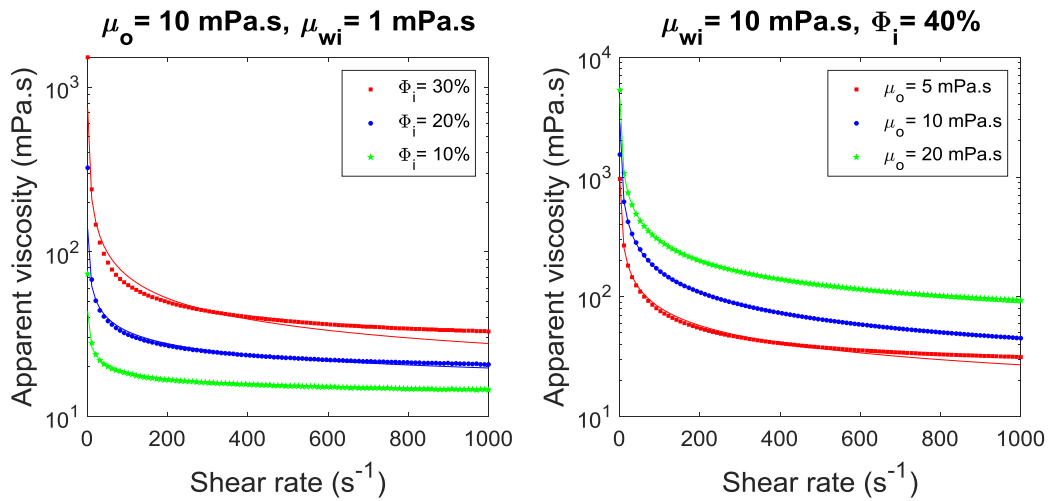 μo= 10 mPa.s, μwi= 1 mPa.s
Apparent viscosity (mPa.s)
10^3
10^2
10^1
Φi= 30%
Φi= 20%
Φi= 10%
0 200 400 600 800 1000
Shear rate (s^-1)
μwi= 10 mPa.s, Φi= 40%
Apparent viscosity (mPa.s)
10^4
10^3
10^2
10^1
μo= 5 mPa.s
μo= 10 mPa.s
μo= 20 mPa.s
0 200 400 600 800 1000
Shear rate (s^-1)